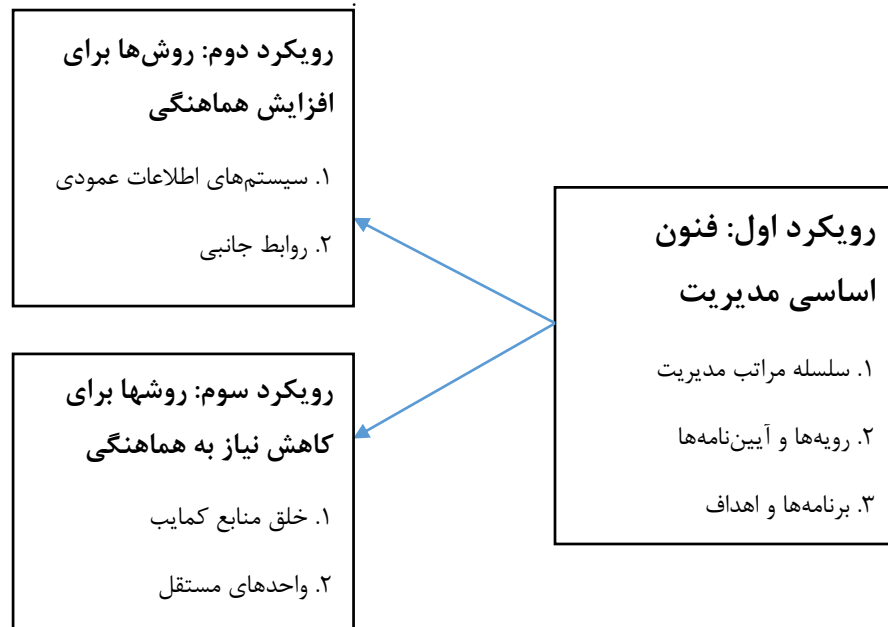 رویکرد اول: فنون
اساسی مدیریت
۱. سلسله مراتب مدیریت
۲. رویه‌ها و آیین‌نامه‌ها
۳. برنامه‌ها و اهداف
رویکرد دوم: روش‌ها برای
افزایش هماهنگی
۱. سیستم‌های اطلاعات عمودی
۲. روابط جانبی
رویکرد سوم: روشها برای
کاهش نیاز به هماهنگی
۱. خلق منابع کمایب
۲. واحدهای مستقل